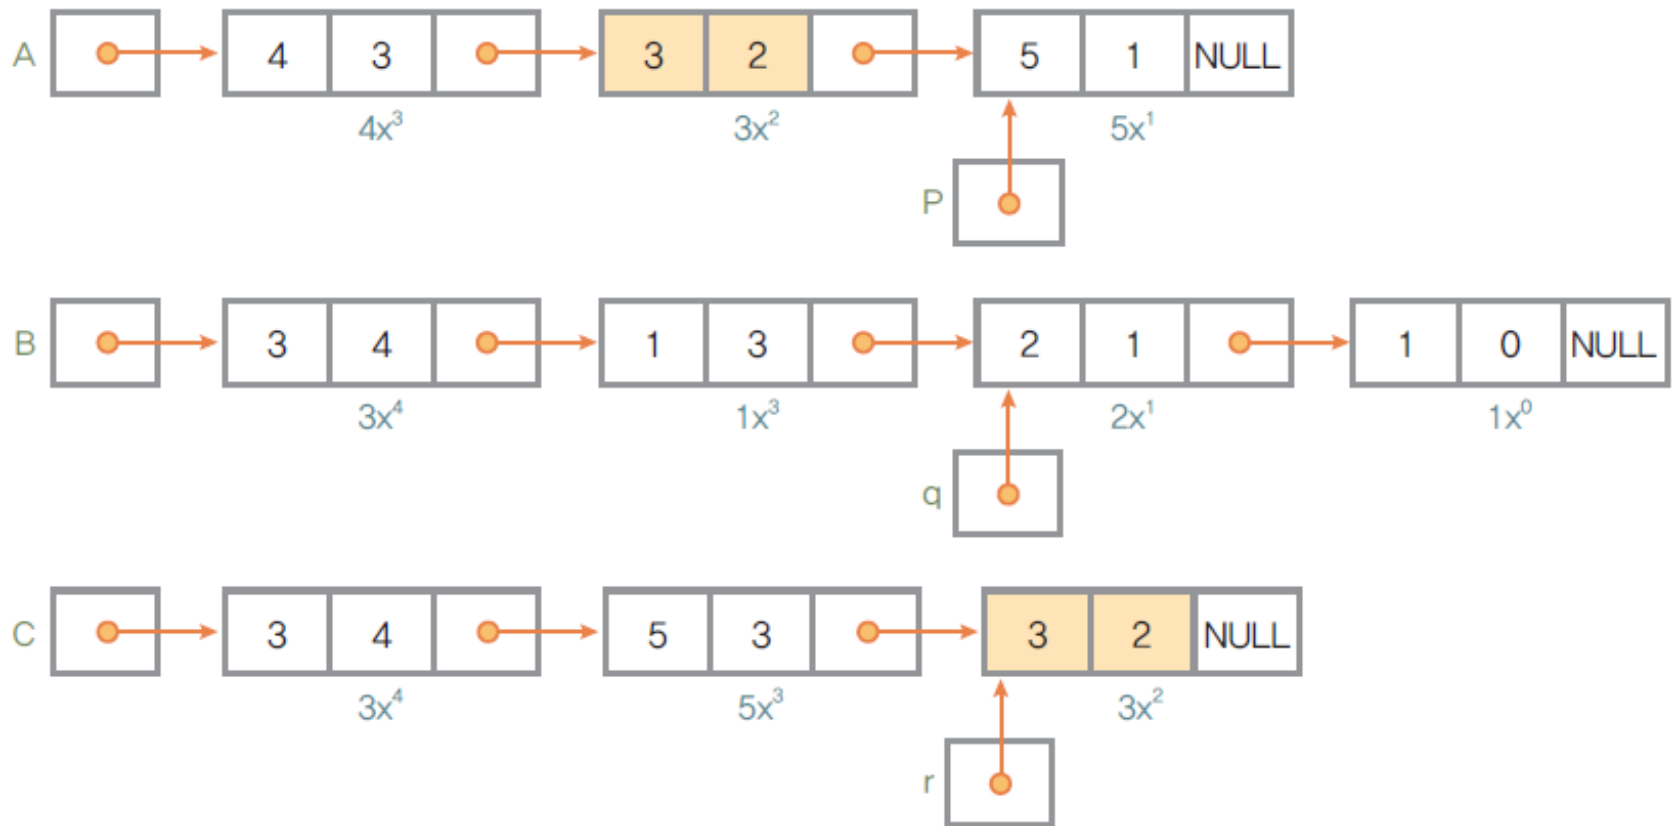 A 4 3 3 2 5 1 NULL
4x³ 3x² 5x¹
P
B 3 4 1 3 2 1 1 0 NULL
3x⁴ 1x³ 2x¹ 1x⁰
q
C 3 4 5 3 3 2 NULL
3x⁴ 5x³ 3x²
r